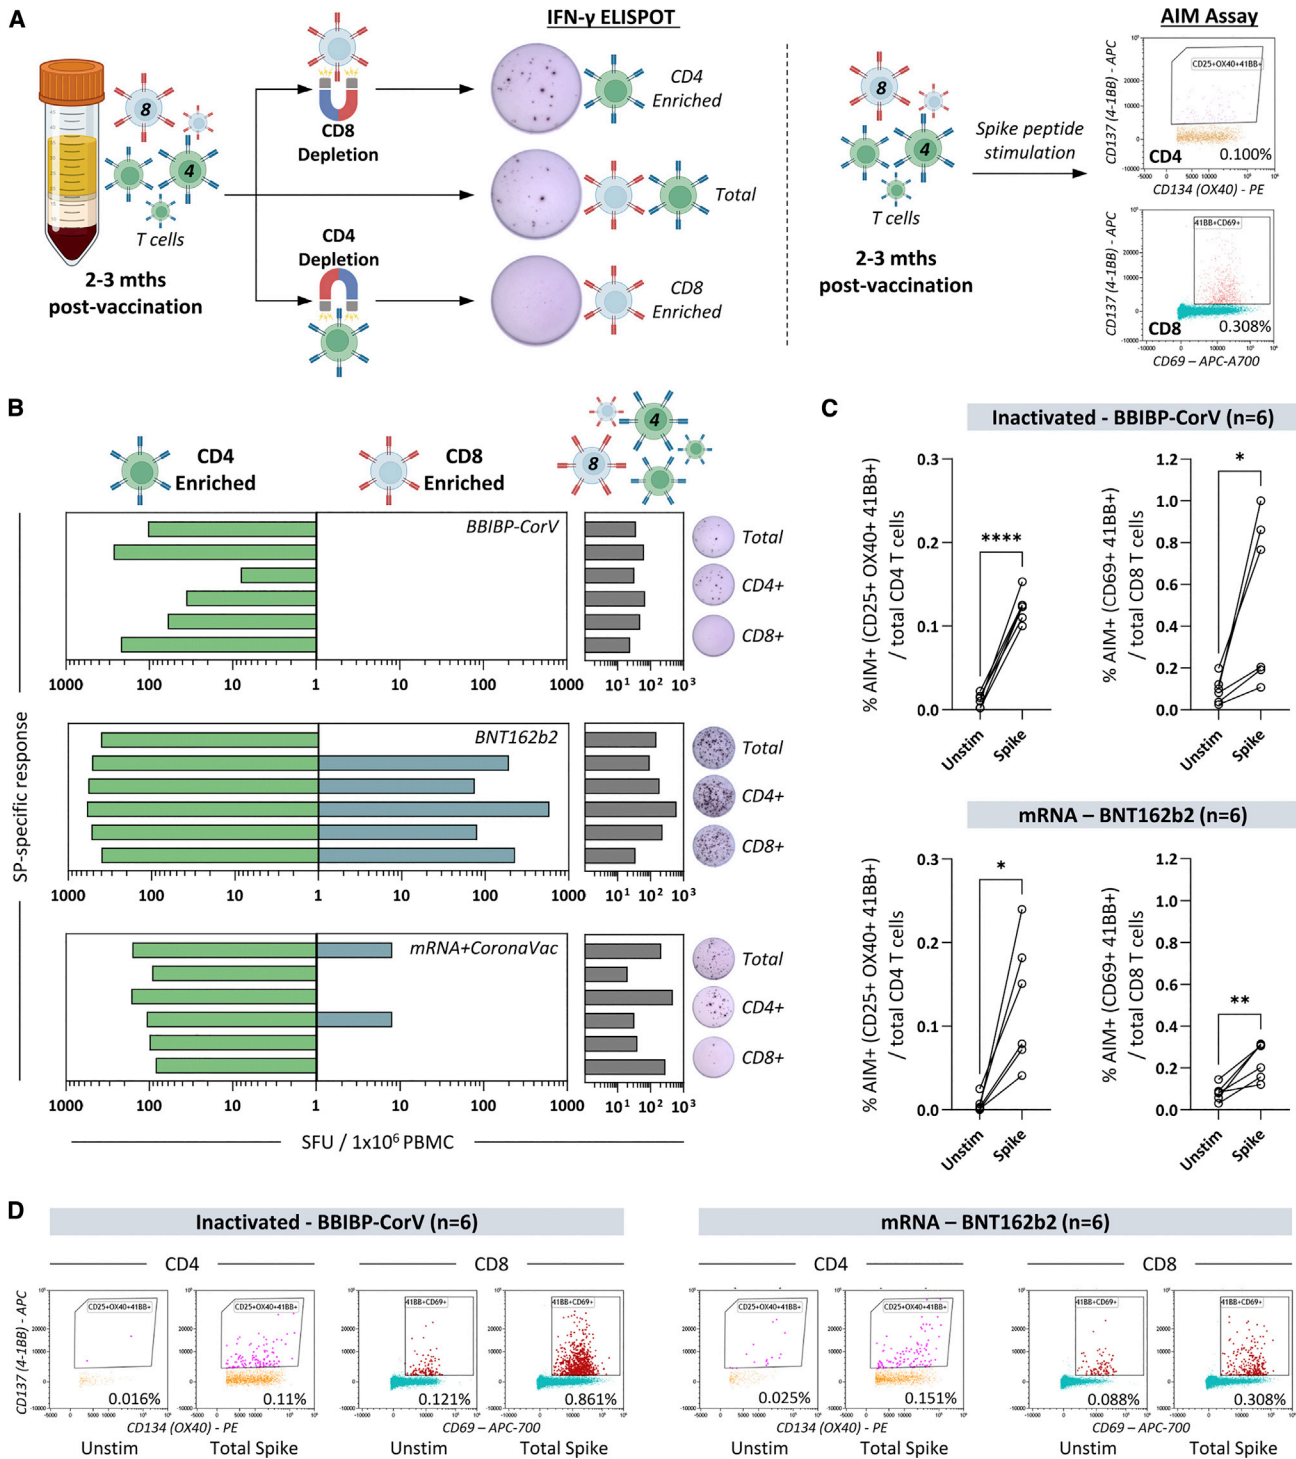 A
IFN-γ ELISPOT
AIM Assay
8
4
T cells
2-3 mths
post-vaccination
CD8
Depletion
CD4
Depletion
CD4
Enriched
Total
CD8
Enriched
8
4
T cells
2-3 mths
post-vaccination
Spike peptide
stimulation
CD137 (4-1BB) - APC
CD25+OX40+41BB+
CD4
0.100%
CD134 (OX40) - PE
CD137 (4-1BB) - APC
41BB+CD69+
CD8
0.308%
CD69 – APC-A700
B
CD4
Enriched
CD8
Enriched
8
4
SP-specific response
BBIBP-CorV
Total
CD4+
CD8+
1000 100 10 1 10 100 1000
10¹ 10² 10³
BNT162b2
Total
CD4+
CD8+
1000 100 10 1 10 100 1000
10¹ 10² 10³
mRNA+CoronaVac
Total
CD4+
CD8+
1000 100 10 1 10 100 1000
10¹ 10² 10³
SFU / 1x10⁶ PBMC
C
Inactivated - BBIBP-CorV (n=6)
% AIM+ (CD25+ OX40+ 41BB+)
/ total CD4 T cells
0.3
0.2
0.1
0.0
****
Unstim
Spike
% AIM+ (CD69+ 41BB+)
/ total CD8 T cells
1.2
1.0
0.8
0.6
0.4
0.2
0.0
*
Unstim
Spike
mRNA – BNT162b2 (n=6)
% AIM+ (CD25+ OX40+ 41BB+)
/ total CD4 T cells
0.3
0.2
0.1
0.0
*
Unstim
Spike
% AIM+ (CD69+ 41BB+)
/ total CD8 T cells
1.2
1.0
0.8
0.6
0.4
0.2
0.0
**
Unstim
Spike
D
Inactivated - BBIBP-CorV (n=6)
mRNA – BNT162b2 (n=6)
CD4
CD8
CD4
CD8
CD137 (4-1BB) - APC
CD25+OX40+41BB+
CD25+OX40+41BB+
41BB+CD69+
41BB+CD69+
CD25+OX40+41BB+
CD25+OX40+41BB+
41BB+CD69+
41BB+CD69+
0.016%
0.11%
0.121%
0.861%
0.025%
0.151%
0.088%
0.308%
CD134 (OX40) - PE
CD69 – APC-700
CD134 (OX40) - PE
CD69 – APC-700
Unstim
Total Spike
Unstim
Total Spike
Unstim
Total Spike
Unstim
Total Spike